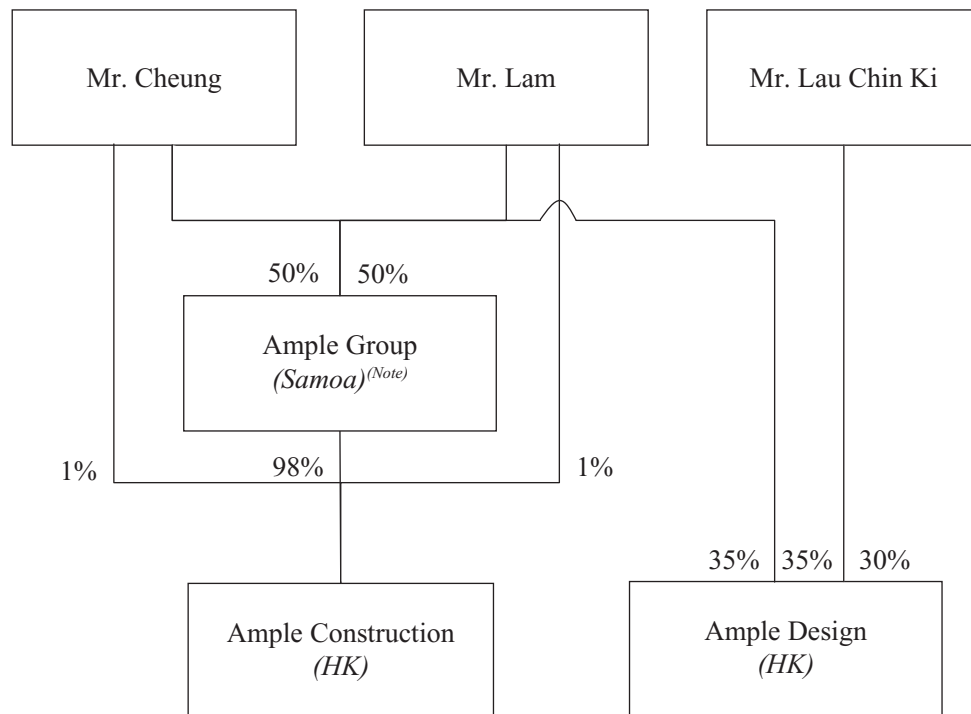 Mr. Cheung
Mr. Lam
Mr. Lau Chin Ki
50%
50%
Ample Group
(Samoa)(Note)
1%
98%
1%
35%
35%
30%
Ample Construction
(HK)
Ample Design
(HK)